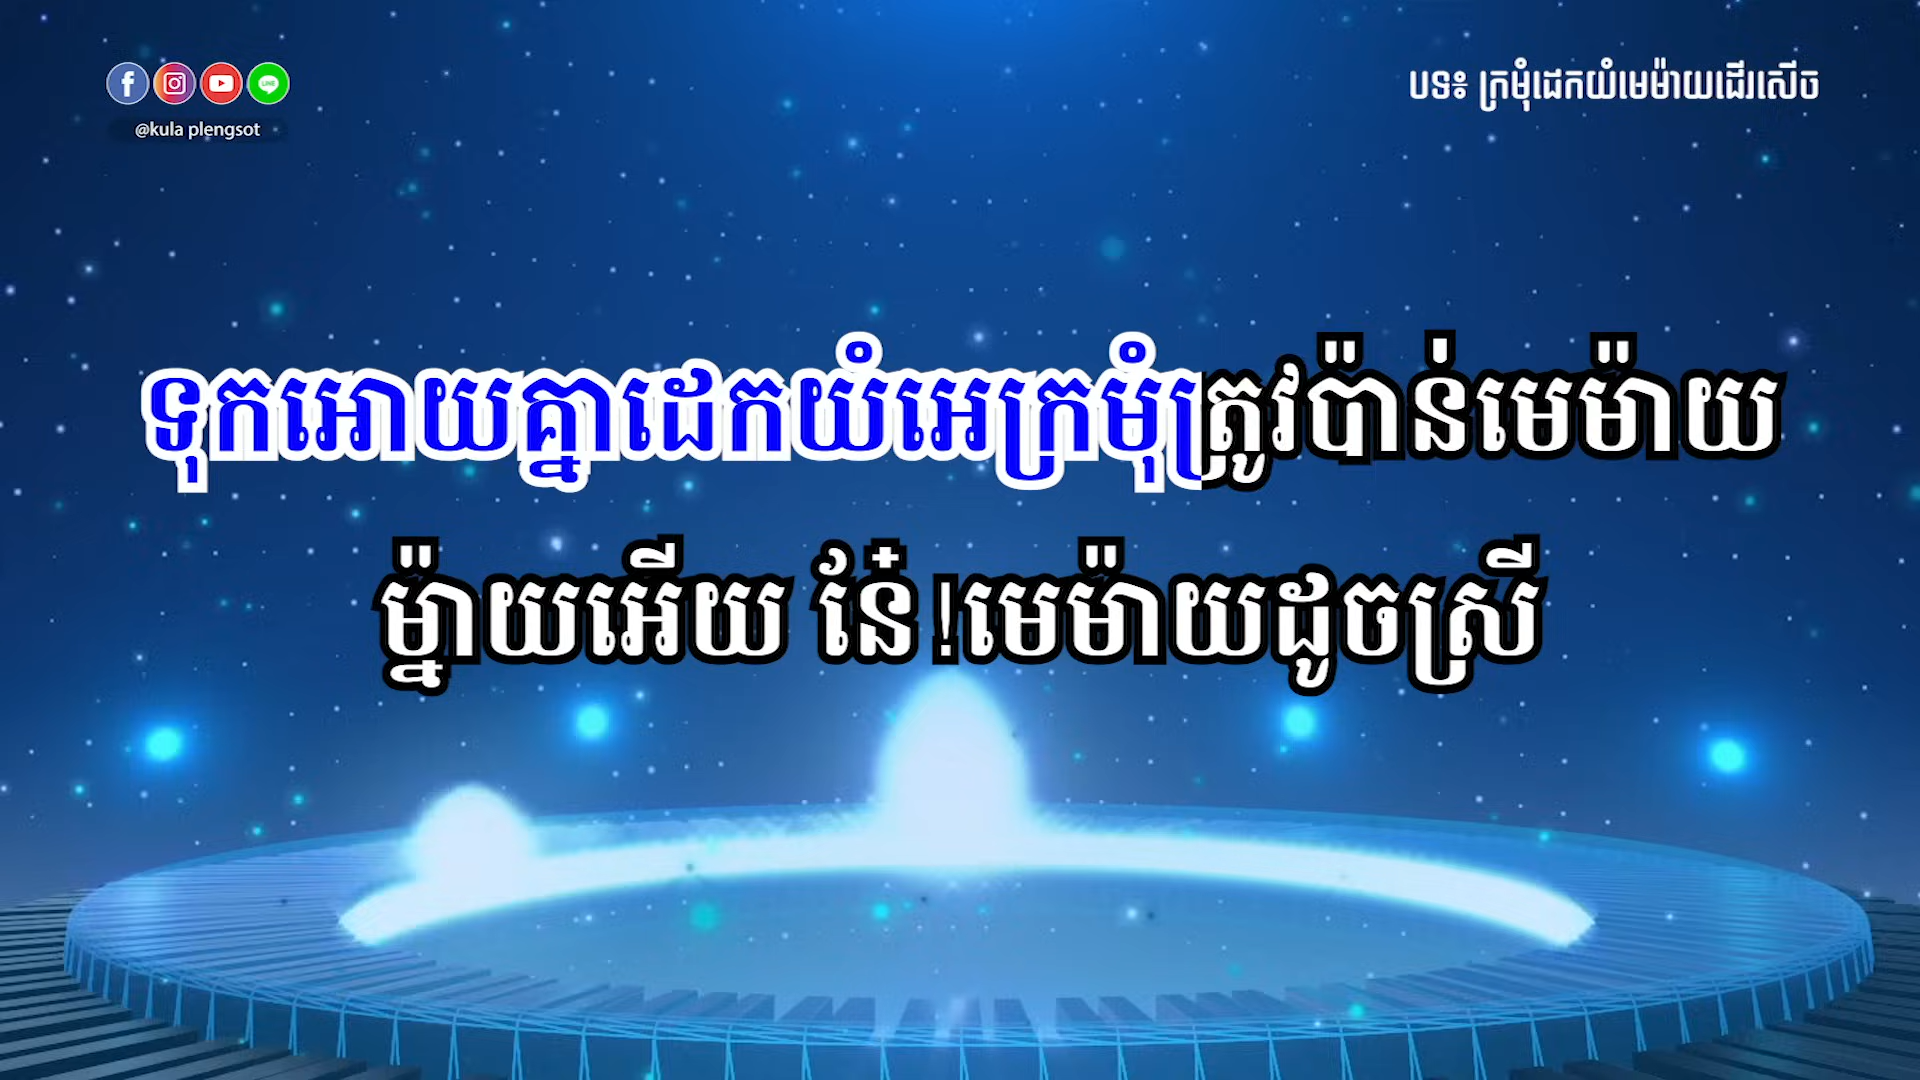 បទ៖ ក្រមុំដេកយំមេម៉ាយដើរសើច
@kula plengsot
ទុកអោយគ្នាដេកយំអេក្រមុំត្រូវប៉ាន់មេម៉ាយ
ម្ន៉ាយអើយ នែ៎!មេម៉ាយដូចស្រី